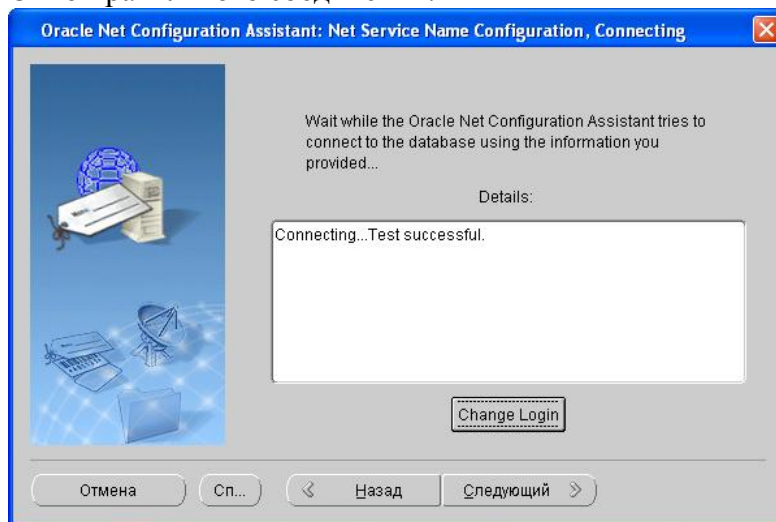 Oracle Net Configuration Assistant: Net Service Name Configuration, Connecting
Wait while the Oracle Net Configuration Assistant tries to
connect to the database using the information you
provided...
Details:
Connecting...Test successful.
Change Login
Отмена
Сп...
Назад
Следующий